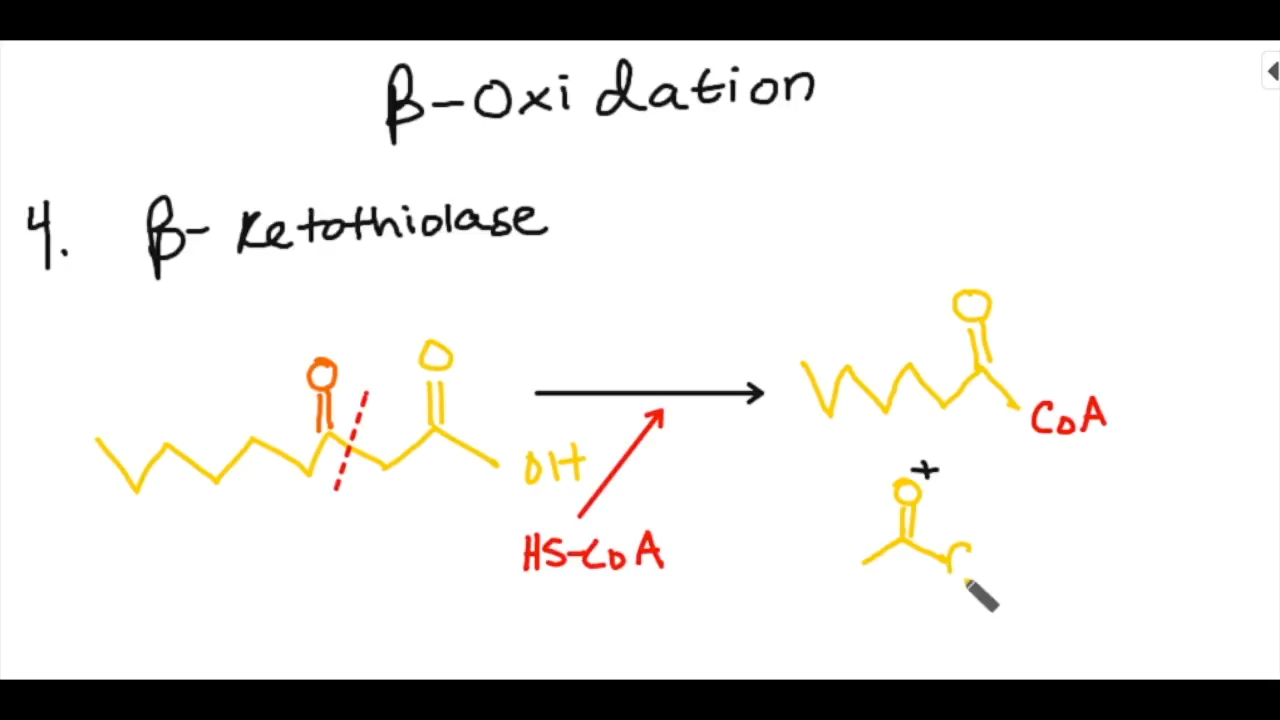 β-Oxidation
4. β-Ketothiolase
O
O
O
OH
CoA
HS-CoA
+
O